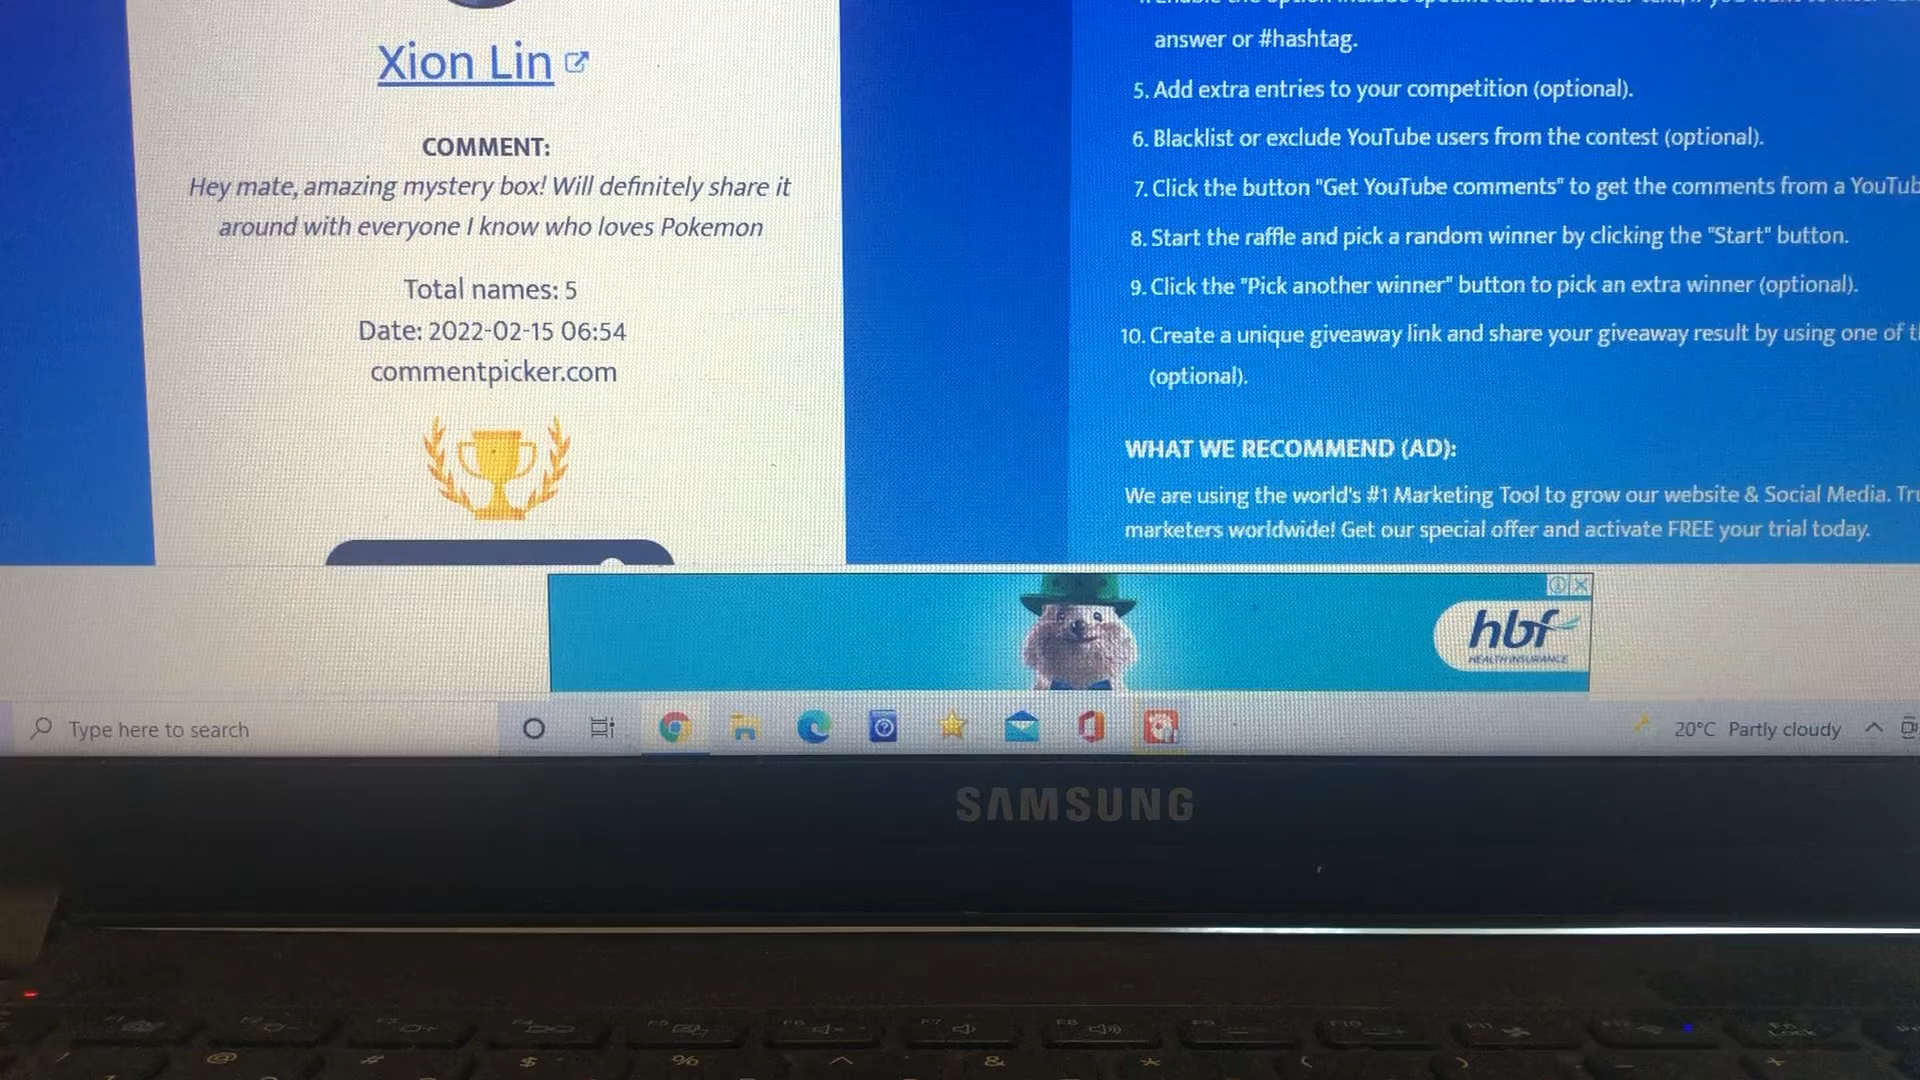 Xion Lin
COMMENT:
Hey mate, amazing mystery box! Will definitely share it
around with everyone I know who loves Pokemon
Total names: 5
Date: 2022-02-15 06:54
commentpicker.com
answer or #hashtag.
5. Add extra entries to your competition (optional).
6. Blacklist or exclude YouTube users from the contest (optional).
7. Click the button "Get YouTube comments" to get the comments from a YouTub
8. Start the raffle and pick a random winner by clicking the "Start" button.
9. Click the "Pick another winner" button to pick an extra winner (optional).
10. Create a unique giveaway link and share your giveaway result by using one of
(optional).
WHAT WE RECOMMEND (AD):
We are using the world's #1 Marketing Tool to grow our website & Social Media.
marketers worldwide! Get our special offer and activate FREE your trial today.
hbf
HEALTH INSURANCE
Type here to search
20°C Partly cloudy
SAMSUNG